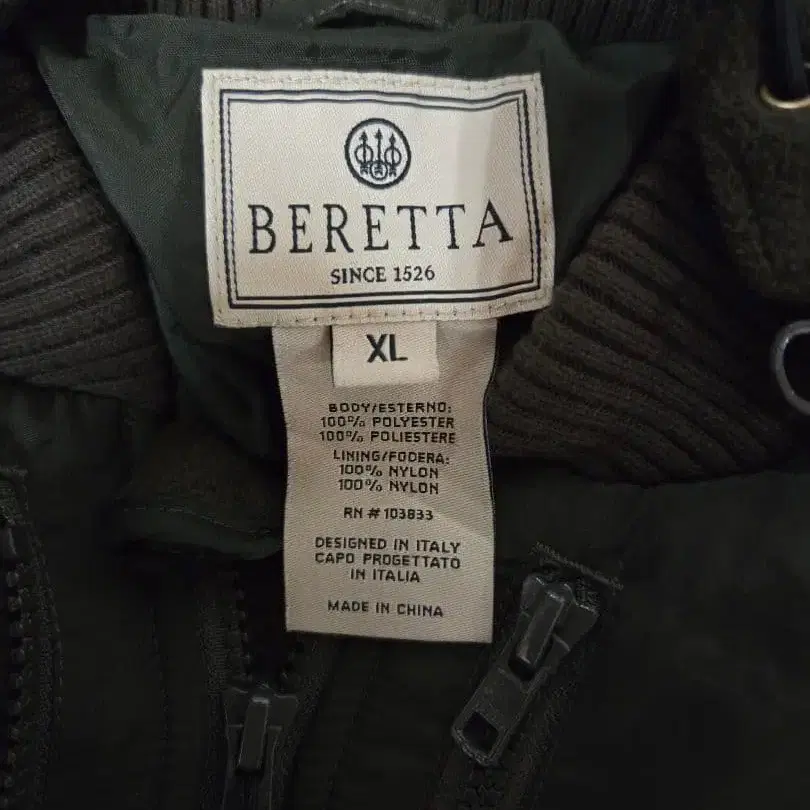 BERETTA
SINCE 1526
XL
BODY/ESTERNO:
100% POLYESTER
100% POLIESTERE
LINING/FODERA:
100% NYLON
100% NYLON
RN # 103833
DESIGNED IN ITALY
CAPO PROGETTATO
IN ITALIA
MADE IN CHINA